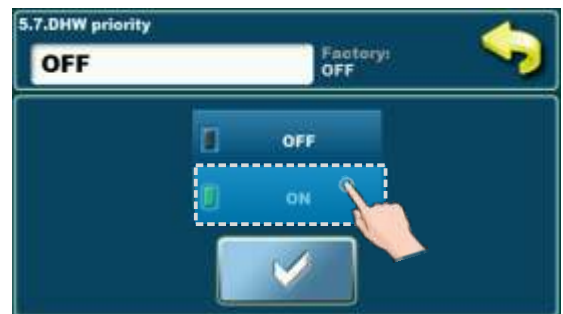 5.7.DHW priority
OFF
Factory:
OFF
OFF
ON